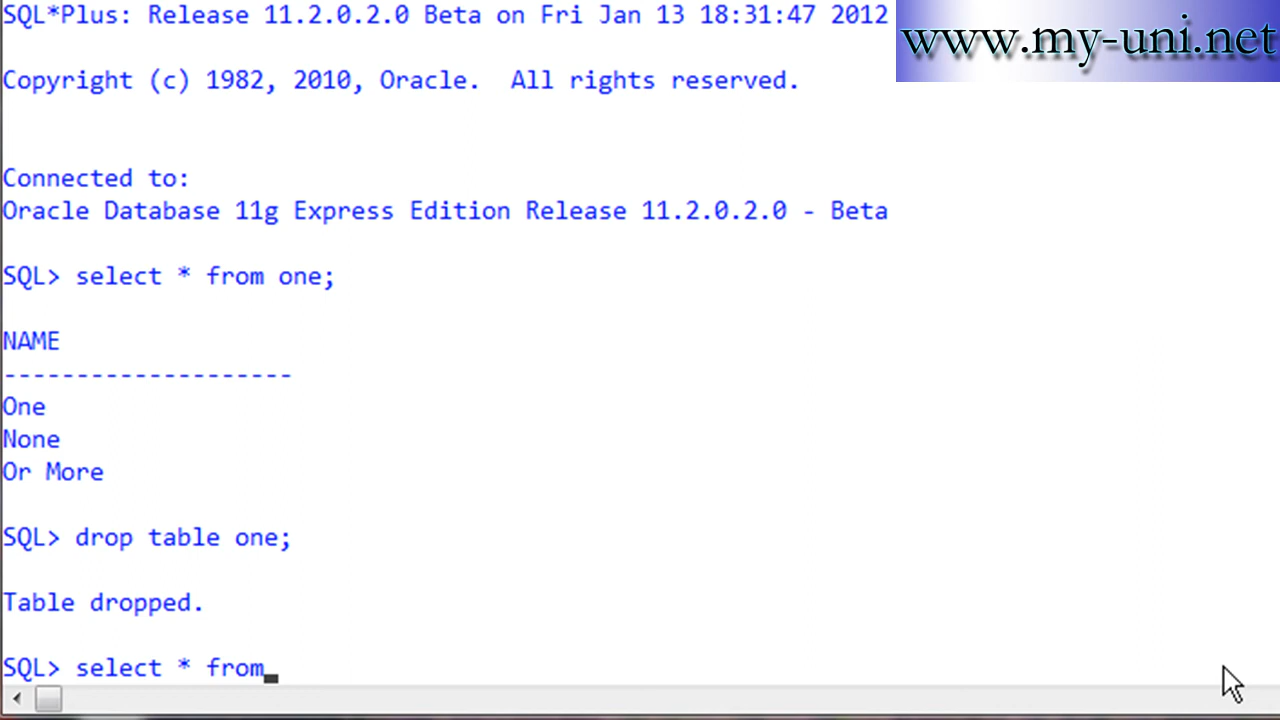 SQL*Plus: Release 11.2.0.2.0 Beta on Fri Jan 13 18:31:47 2012
www.my-uni.net
Copyright (c) 1982, 2010, Oracle.  All rights reserved.
Connected to:
Oracle Database 11g Express Edition Release 11.2.0.2.0 - Beta
SQL> select * from one;
NAME
--------------------
One
None
Or More
SQL> drop table one;
Table dropped.
SQL> select * from